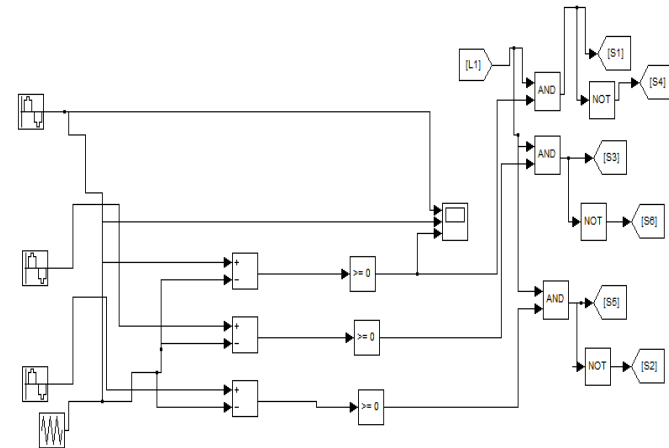 [L1]
[S1]
AND
NOT
[S4]
AND
[S3]
NOT
[S6]
+
−
>= 0
AND
[S5]
+
−
>= 0
NOT
[S2]
+
−
>= 0